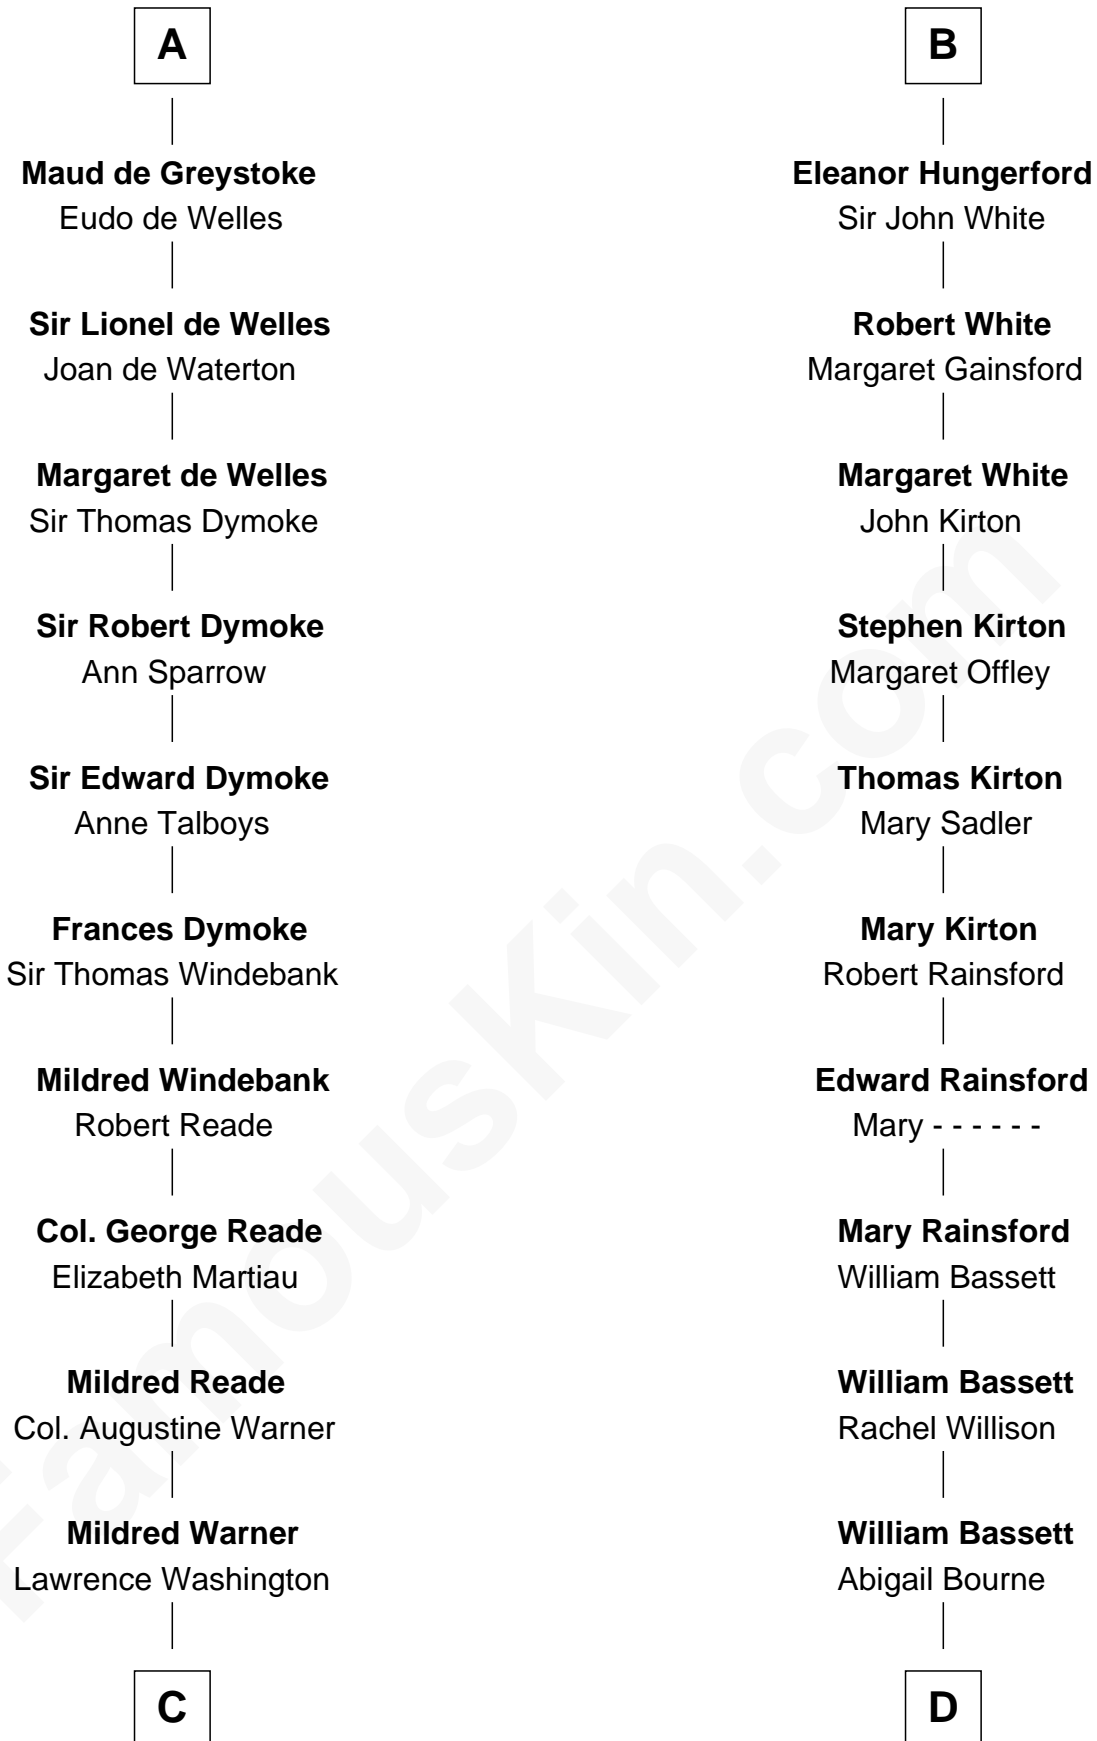 A
Maud de Greystoke
Eudo de Welles
Sir Lionel de Welles
Joan de Waterton
Margaret de Welles
Sir Thomas Dymoke
Sir Robert Dymoke
Ann Sparrow
Sir Edward Dymoke
Anne Talboys
Frances Dymoke
Sir Thomas Windebank
Mildred Windebank
Robert Reade
Col. George Reade
Elizabeth Martiau
Mildred Reade
Col. Augustine Warner
Mildred Warner
Lawrence Washington
C
B
Eleanor Hungerford
Sir John White
Robert White
Margaret Gainsford
Margaret White
John Kirton
Stephen Kirton
Margaret Offley
Thomas Kirton
Mary Sadler
Mary Kirton
Robert Rainsford
Edward Rainsford
Mary - - - - - -
Mary Rainsford
William Bassett
William Bassett
Rachel Willison
William Bassett
Abigail Bourne
D
FamousKin.com